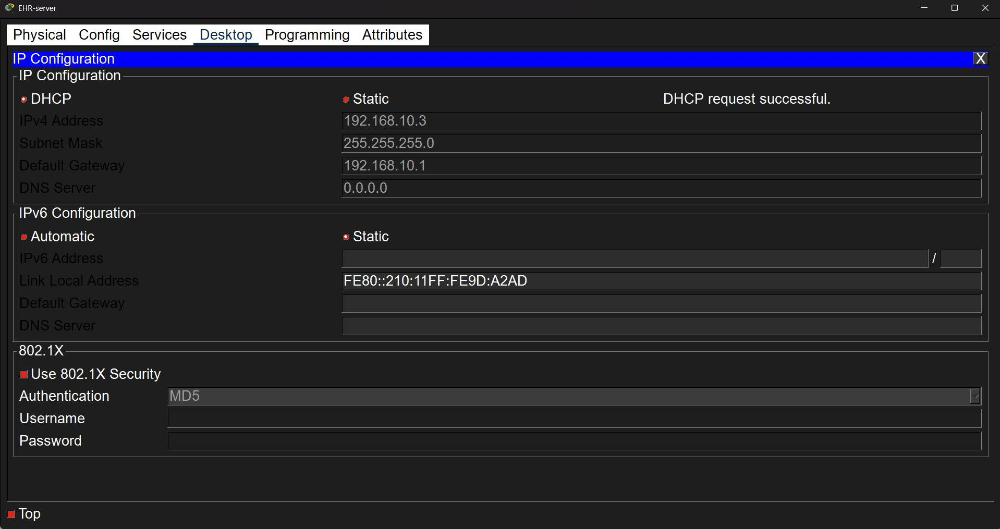 EHR-server
Physical Config Services Desktop Programming Attributes
IP Configuration X
IP Configuration
DHCP Static DHCP request successful.
IPv4 Address 192.168.10.3
Subnet Mask 255.255.255.0
Default Gateway 192.168.10.1
DNS Server 0.0.0.0
IPv6 Configuration
Automatic Static
IPv6 Address /
Link Local Address FE80::210:11FF:FE9D:A2AD
Default Gateway
DNS Server
802.1X
Use 802.1X Security
Authentication MD5
Username
Password
Top